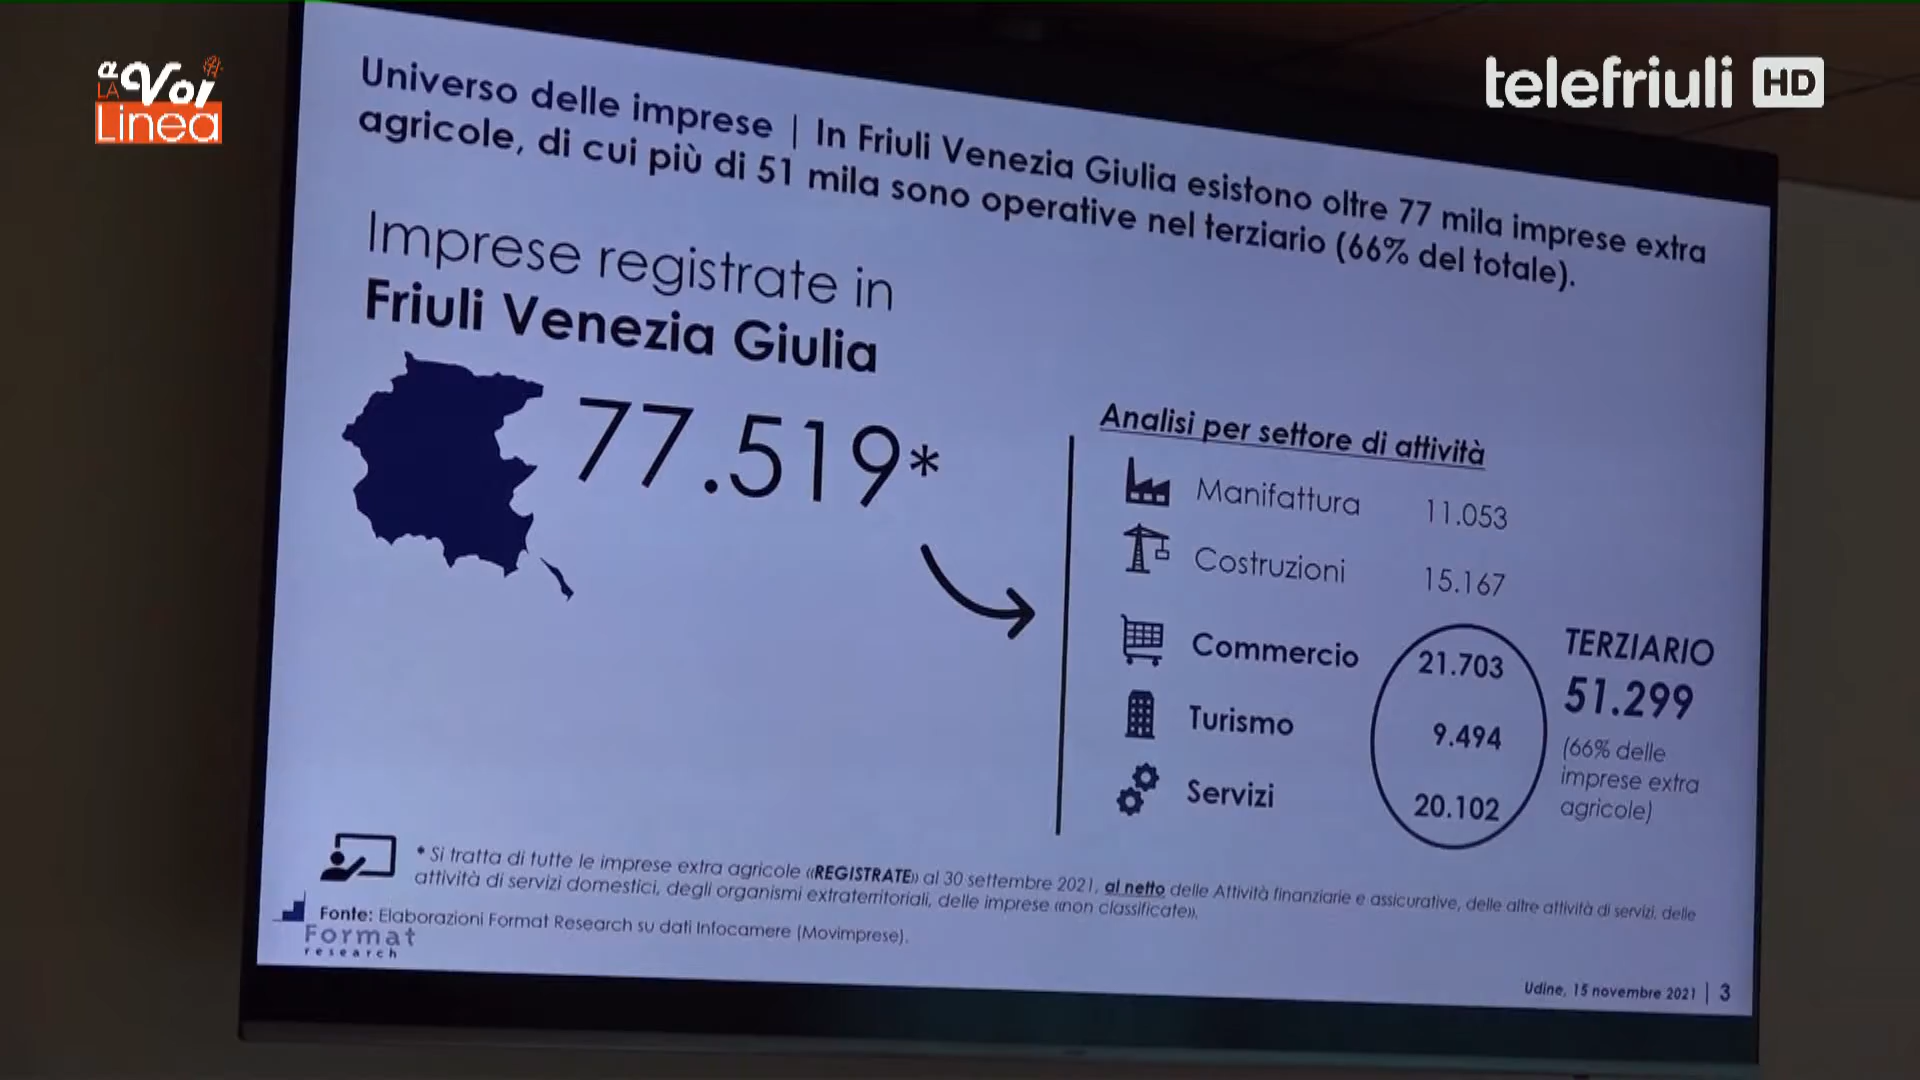 a Voi
LA
Linea
telefriuli HD
Universo delle imprese | In Friuli Venezia Giulia esistono oltre 77 mila imprese extra
agricole, di cui più di 51 mila sono operative nel terziario (66% del totale).
Imprese registrate in
Friuli Venezia Giulia
77.519*
Analisi per settore di attività
Manifattura 11.053
Costruzioni 15.167
Commercio 21.703
Turismo 9.494
Servizi 20.102
TERZIARIO
51.299
(66% delle
imprese extra
agricole)
* Si tratta di tutte le imprese extra agricole «REGISTRATE» al 30 settembre 2021, al netto delle Attività finanziarie e assicurative, delle altre attività di servizi, delle
attività di servizi domestici, degli organismi extraterritoriali, delle imprese «non classificate».
Fonte: Elaborazioni Format Research su dati Infocamere (Movimprese).
Format
research
Udine, 15 novembre 2021 | 3